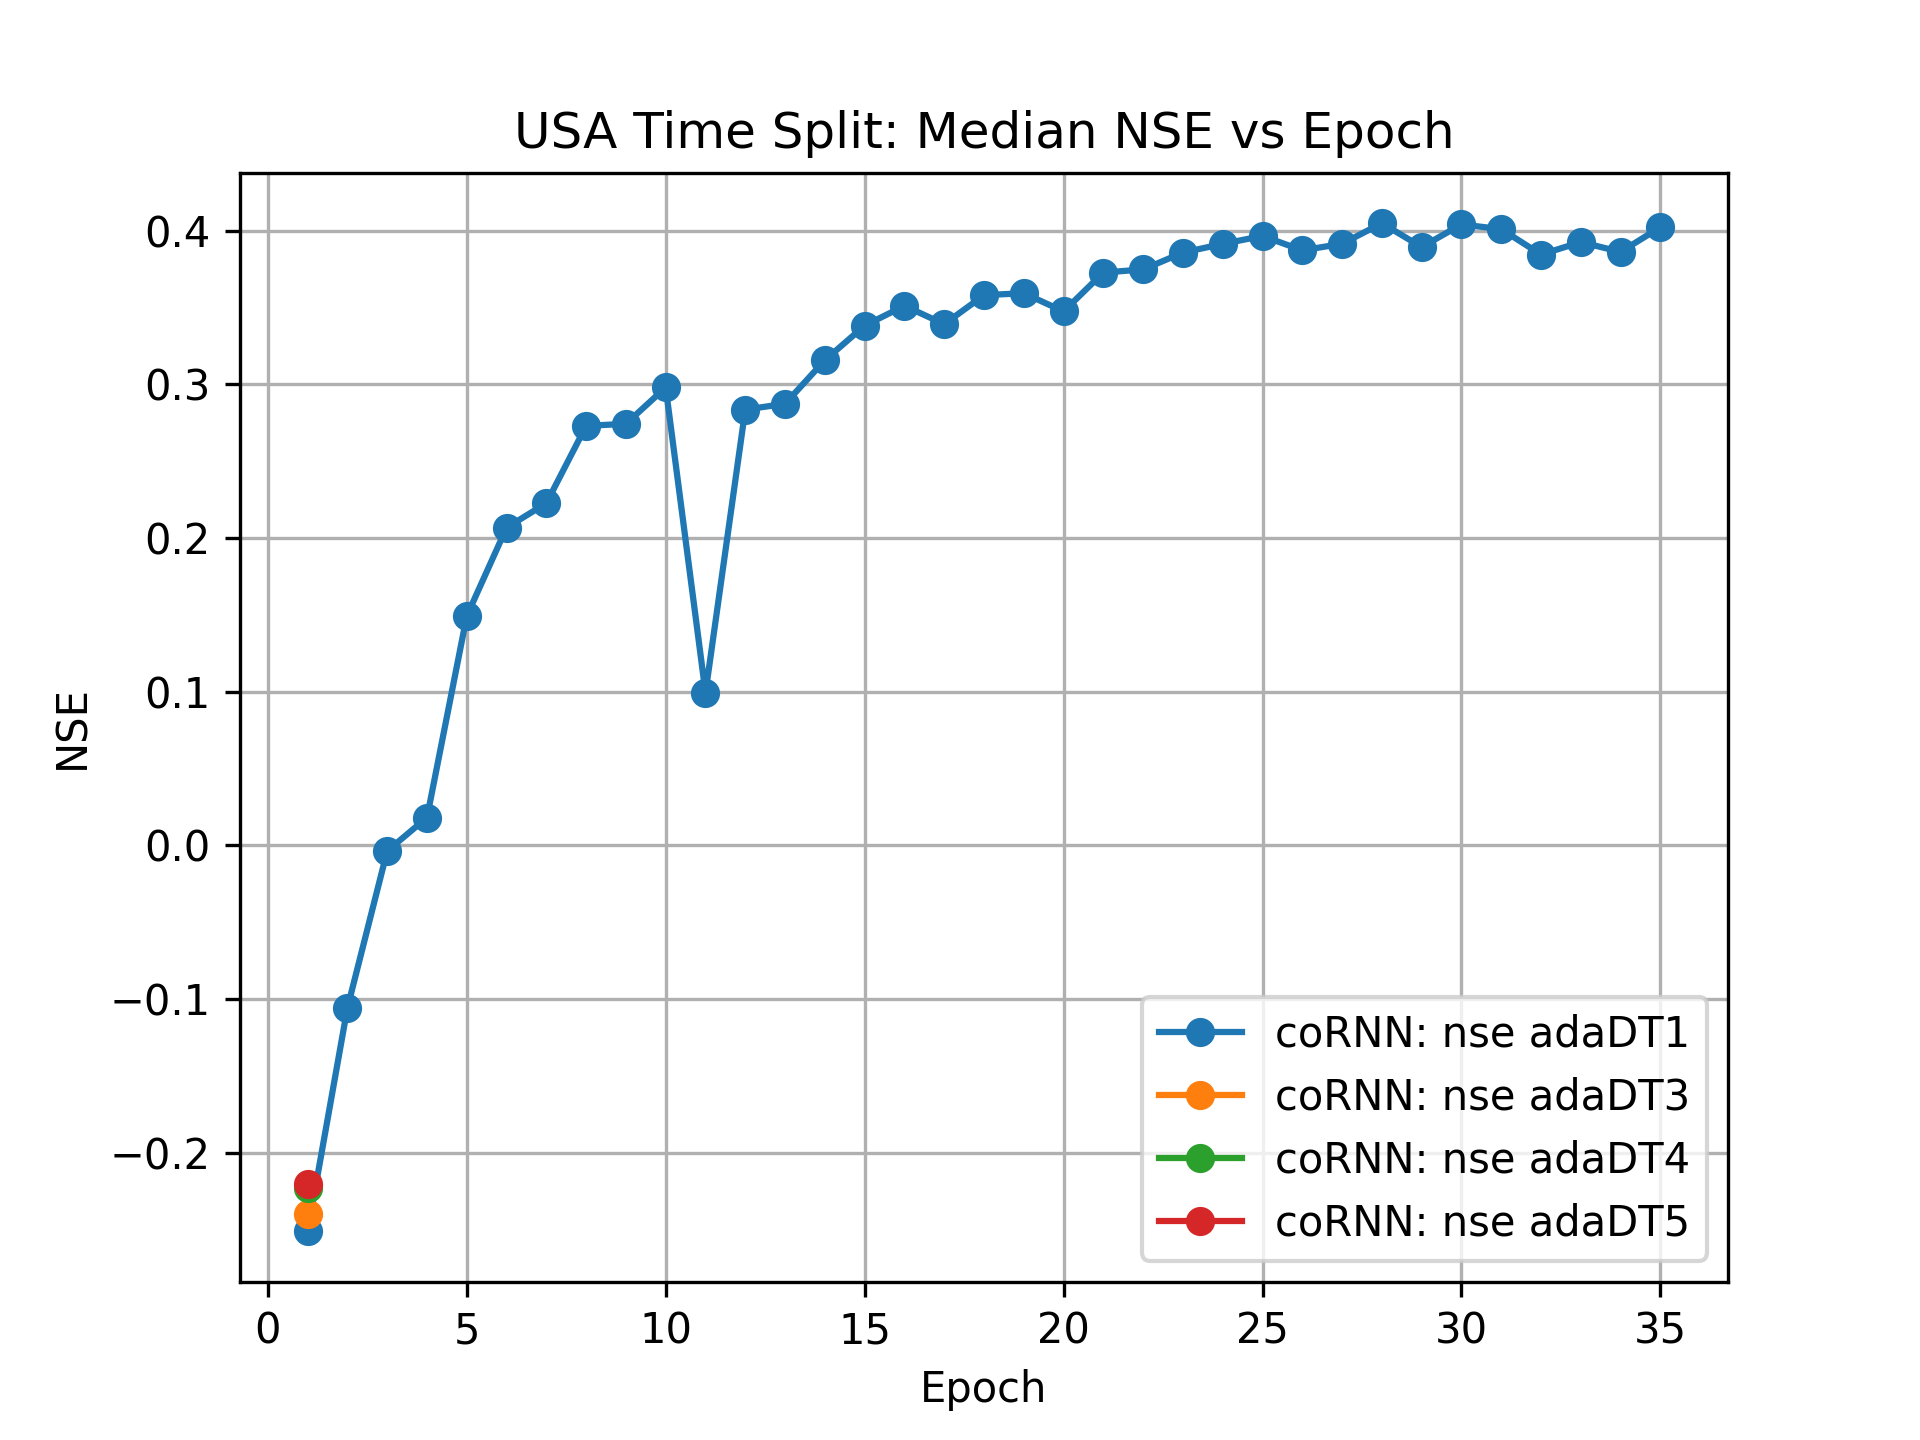 USA Time Split: Median NSE vs Epoch
0.4
0.3
0.2
0.1
0.0
−0.1
−0.2
NSE
0 5 10 15 20 25 30 35
Epoch
coRNN: nse adaDT1
coRNN: nse adaDT3
coRNN: nse adaDT4
coRNN: nse adaDT5